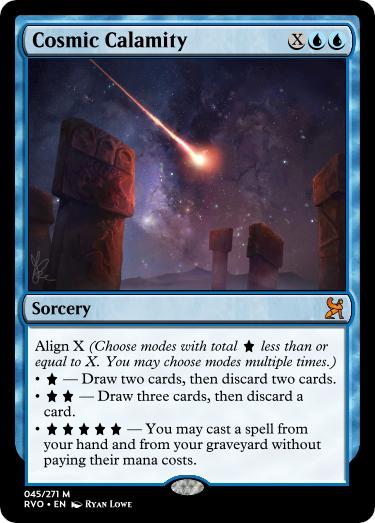 Cosmic Calamity
X
Sorcery
Align X (Choose modes with total ★ less than or
equal to X. You may choose modes multiple times.)
• ★ — Draw two cards, then discard two cards.
• ★ ★ — Draw three cards, then discard a
card.
• ★ ★ ★ ★ ★ — You may cast a spell from
your hand and from your graveyard without
paying their mana costs.
045/271 M
RVO • EN Ryan Lowe